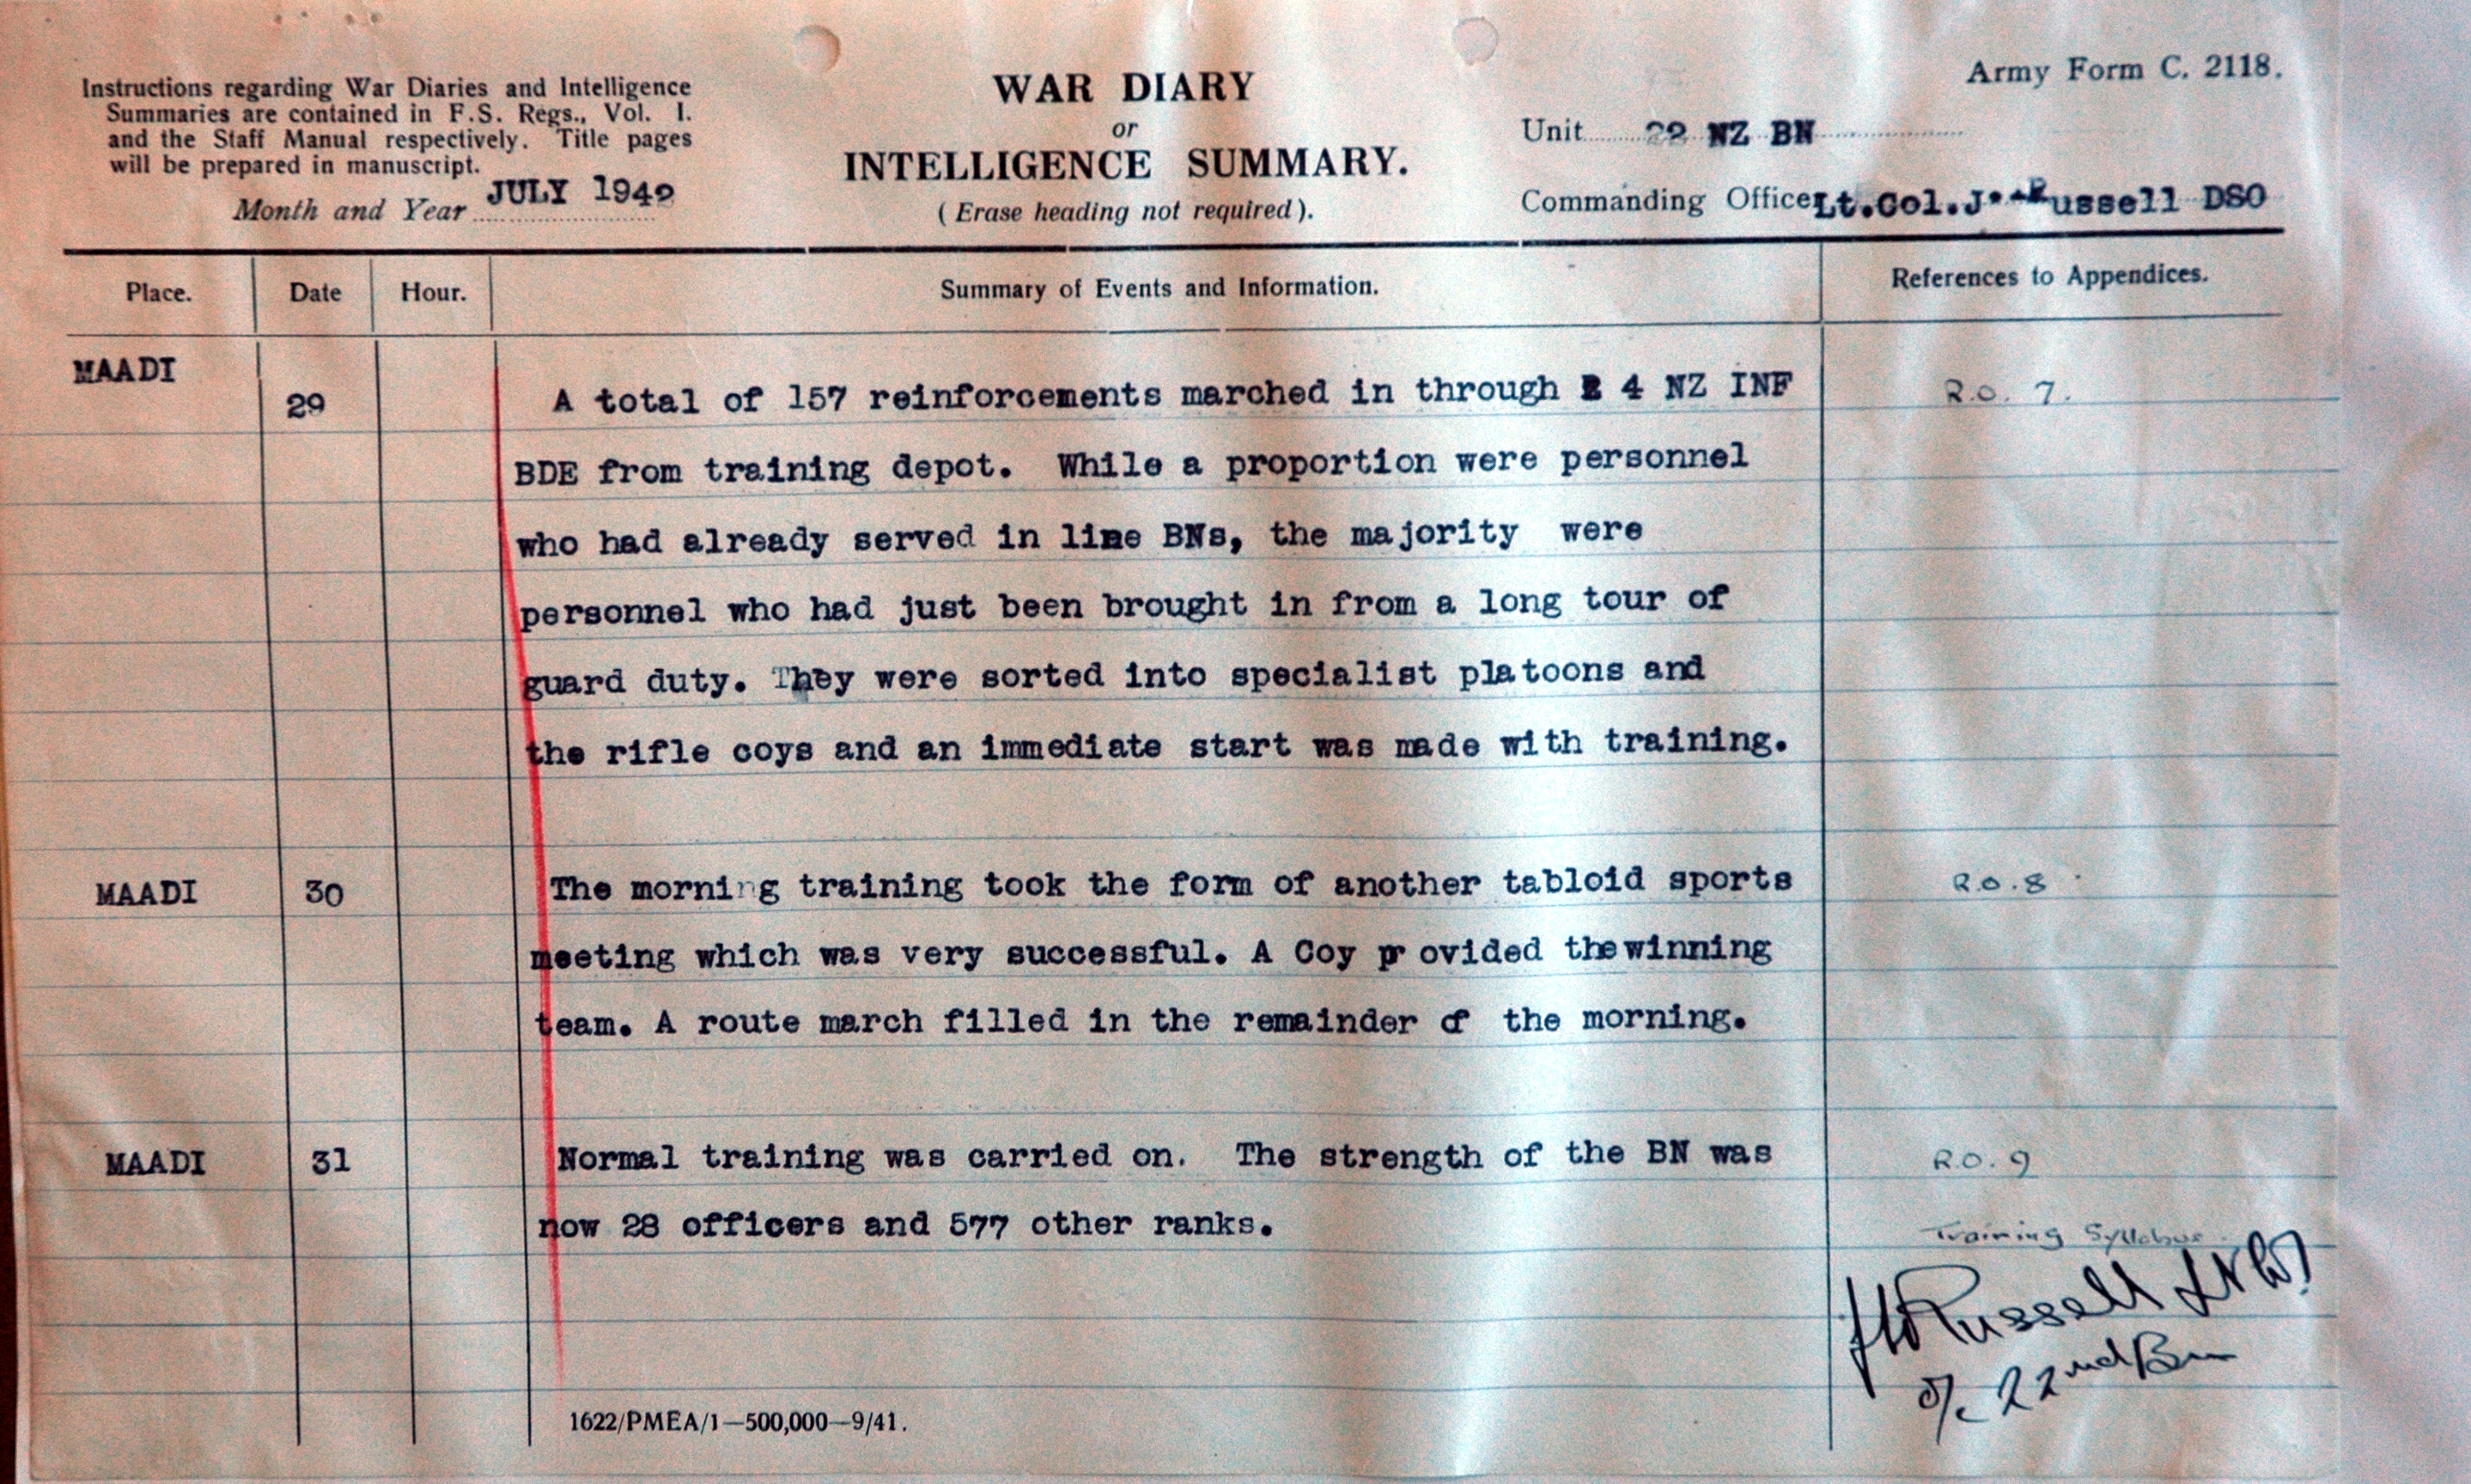 Army Form C. 2118.
Instructions regarding War Diaries and Intelligence
Summaries are contained in F.S. Regs., Vol. I.
and the Staff Manual respectively. Title pages
will be prepared in manuscript.
Month and Year JULY 1942
WAR DIARY
or
INTELLIGENCE SUMMARY.
( Erase heading not required ).
Unit 22 NZ BN
Commanding Officer Lt.Col.J Russell DSO
Place. Date Hour. Summary of Events and Information. References to Appendices.
MAADI
29 A total of 157 reinforcements marched in through 4 NZ INF R.O. 7.
BDE from training depot. While a proportion were personnel
who had already served in line BNs, the majority were
personnel who had just been brought in from a long tour of
guard duty. They were sorted into specialist platoons and
the rifle coys and an immediate start was made with training.
MAADI 30 The morning training took the form of another tabloid sports R.O. 8
meeting which was very successful. A Coy pr ovided thewinning
team. A route march filled in the remainder of the morning.
MAADI 31 Normal training was carried on. The strength of the BN was R.O. 9
now 28 officers and 577 other ranks.
Training Syllabus
Russell
22nd Bn
1622/PMEA/1—500,000—9/41.